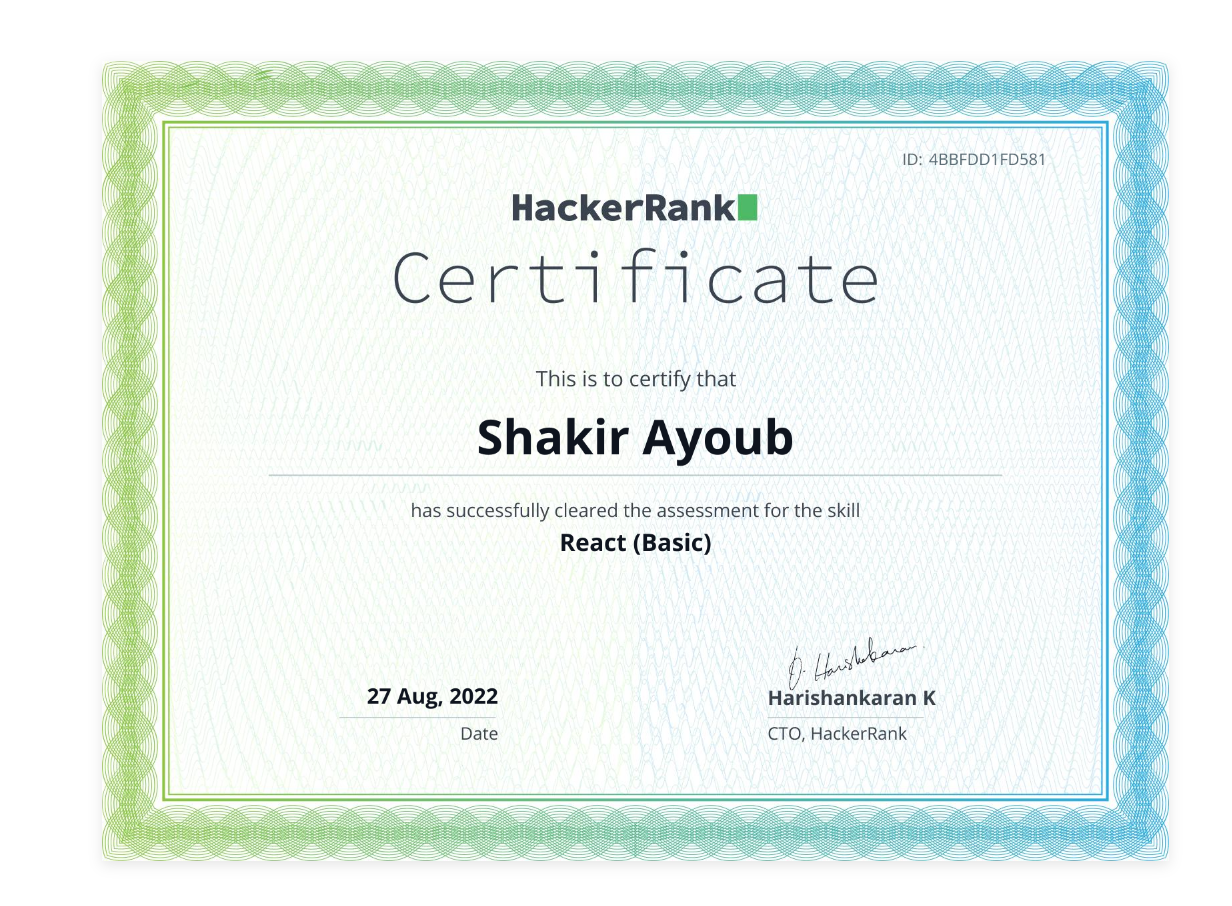 ID: 4BBFDD1FD581
HackerRank
Certificate
This is to certify that
Shakir Ayoub
has successfully cleared the assessment for the skill
React (Basic)
27 Aug, 2022
Date
Harishankaran K
CTO, HackerRank